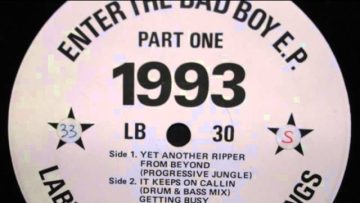 ENTER THE BAD BOY E.P.
PART ONE
1993
33
LB 30
S
Side 1. YET ANOTHER RIPPER
FROM BEYOND
(PROGRESSIVE JUNGLE)
Side 2. IT KEEPS ON CALLIN
(DRUM & BASS MIX)
GETTING BUSY